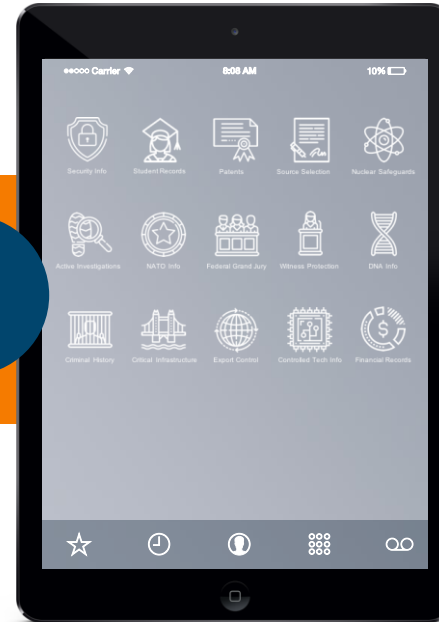 Carrier 8:08 AM 10%
Security Info Student Records Patents Source Selection Nuclear Safeguards
Active Investigations NATO Info Federal Grand Jury Witness Protection DNA Info
Criminal History Critical Infrastructure Export Control Controlled Tech Info Financial Records